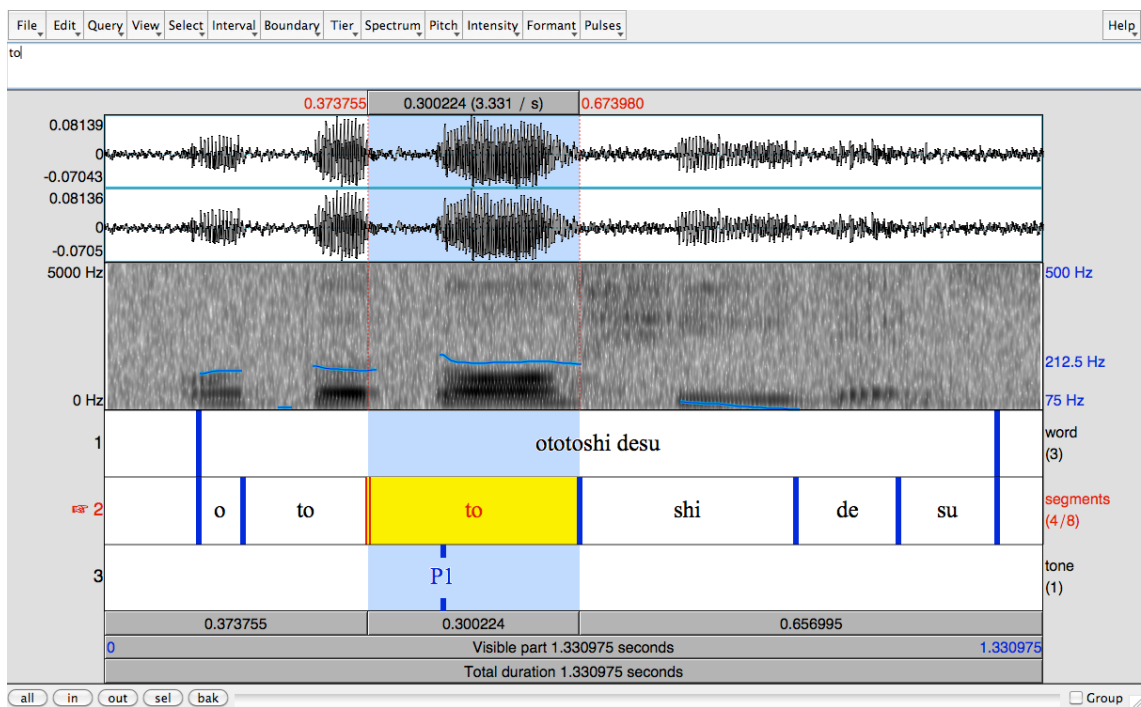 File Edit Query View Select Interval Boundary Tier Spectrum Pitch Intensity Formant Pulses Help
to
0.373755 0.300224 (3.331 / s) 0.673980
0.08139
0
-0.07043
0.08136
0
-0.0705
5000 Hz 500 Hz
212.5 Hz
0 Hz 75 Hz
1 ototoshi desu word
(3)
☞ 2 o to to shi de su segments
(4/8)
3 P1 tone
(1)
0.373755 0.300224 0.656995
0 Visible part 1.330975 seconds 1.330975
Total duration 1.330975 seconds
all in out sel bak Group